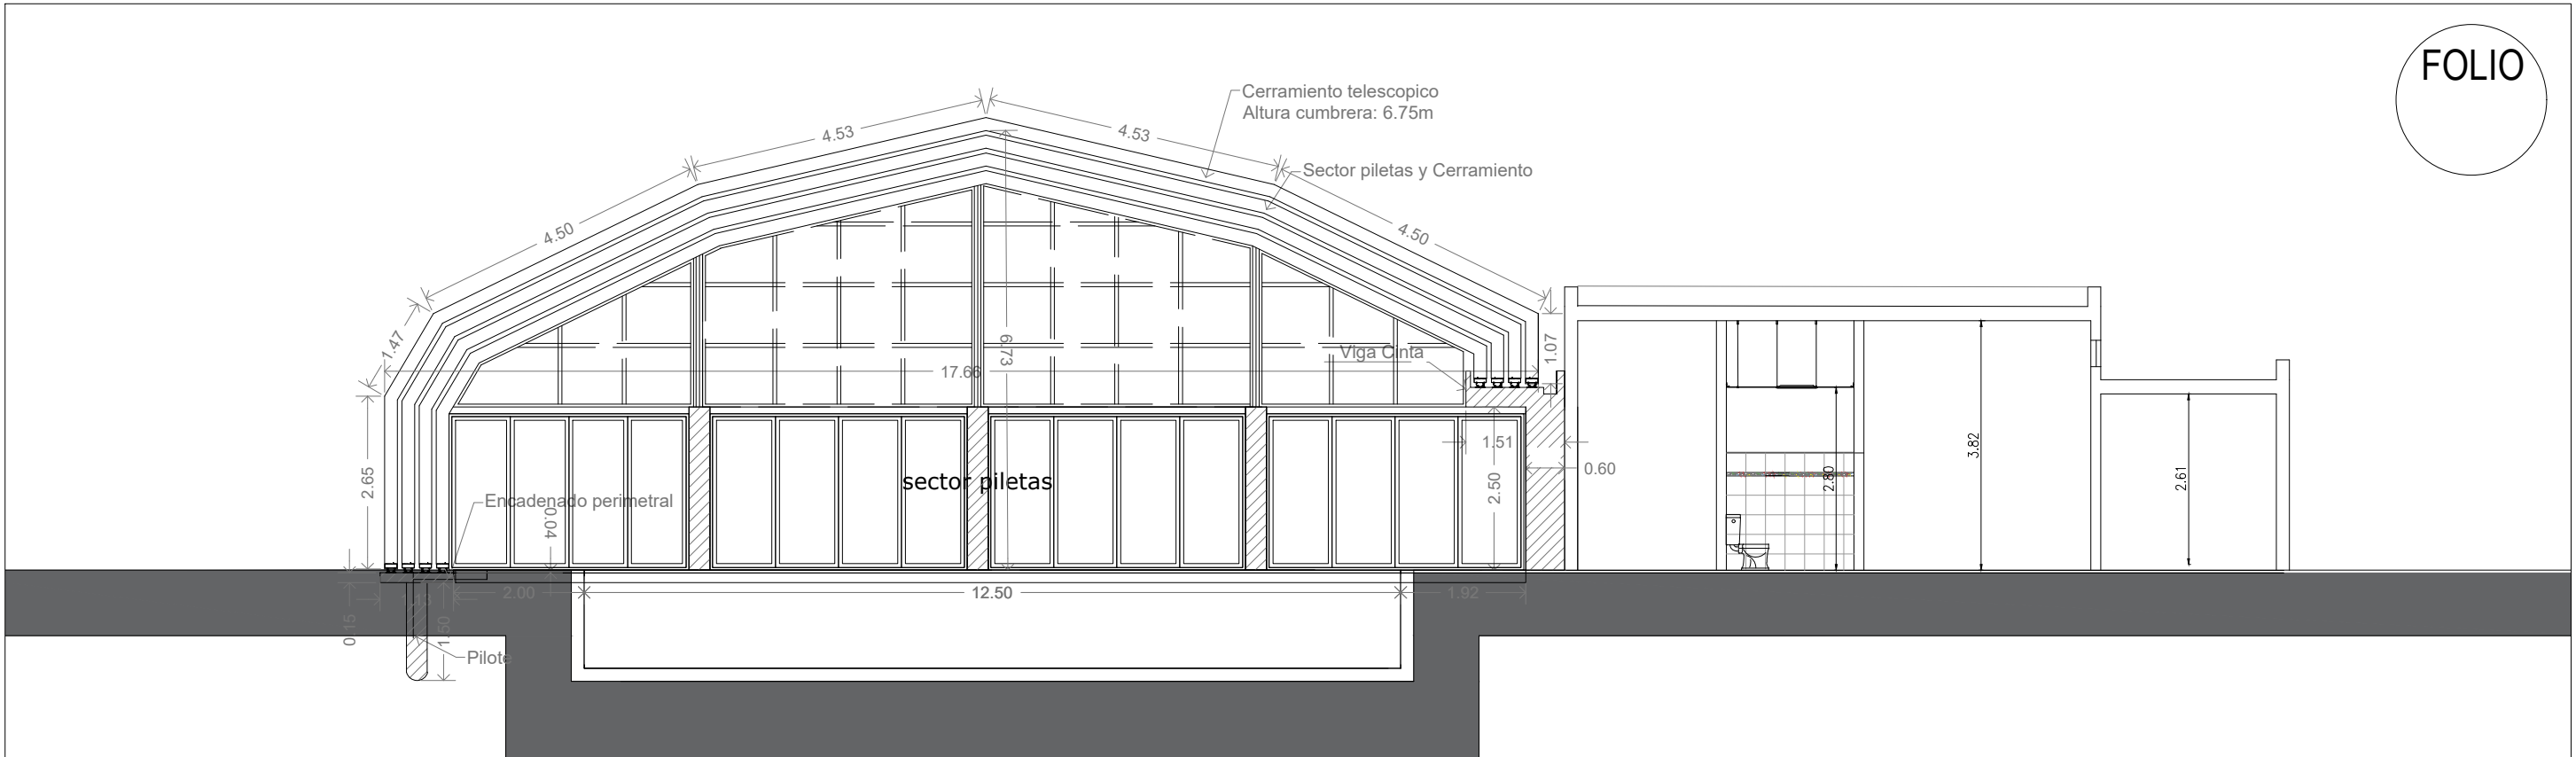 FOLIO
Cerramiento telescopico
Altura cumbrera: 6.75m
4.53
4.53
Sector piletas y Cerramiento
4.50
4.50
1.47
1.07
6.73
Viga Cinta
17.66
1.51
0.60
2.50
2.65
sector piletas
Encadenado perimetral
0.04
2.80
3.82
2.61
1.13
2.00
12.50
1.92
0.15
1.50
Pilote